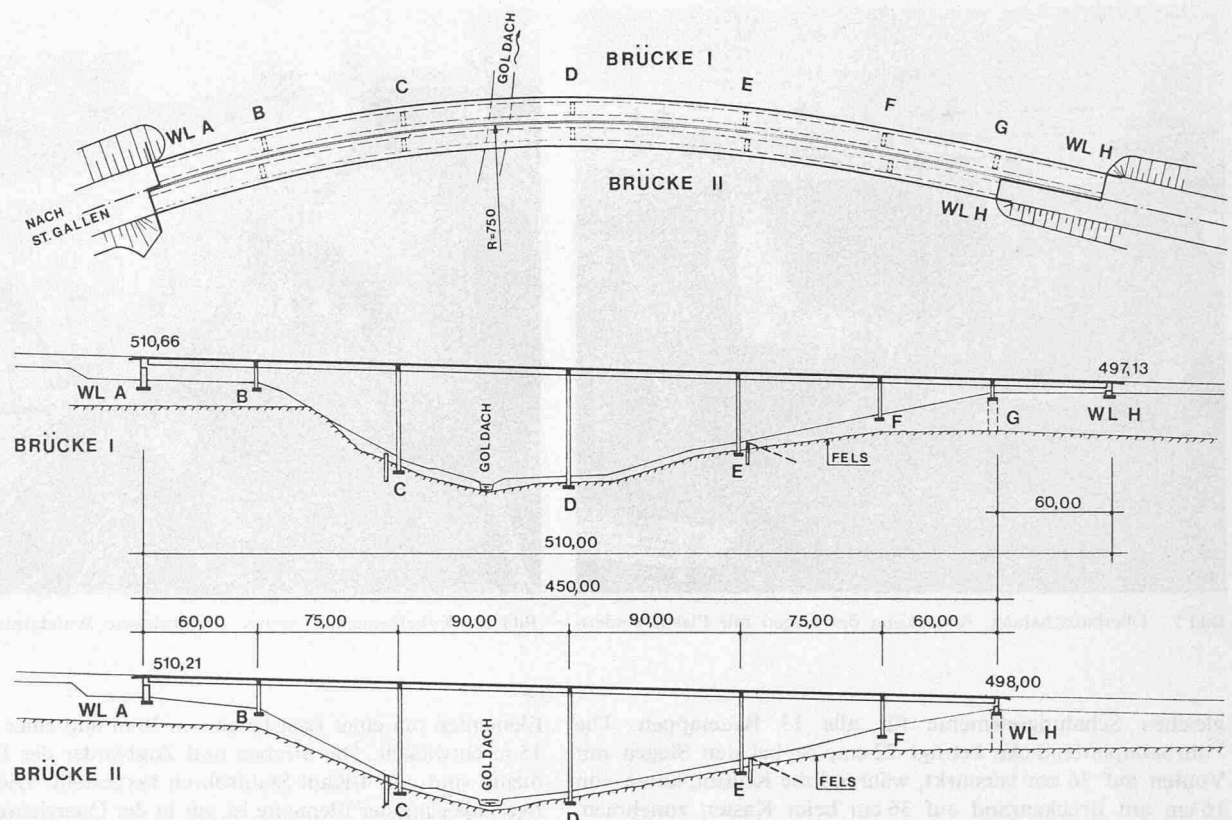 BRÜCKE I
GOLDACH
WL A
B
C
D
E
F
G
WL H
BRÜCKE II
WL H
NACH
ST. GALLEN
R=750
510,66
497,13
WL A
B
GOLDACH
F
G
WL H
BRÜCKE I
C
D
E
FELS
60,00
510,00
450,00
60,00
75,00
90,00
90,00
75,00
60,00
510,21
498,00
WL A
B
GOLDACH
F
WL H
BRÜCKE II
C
D
E
FELS